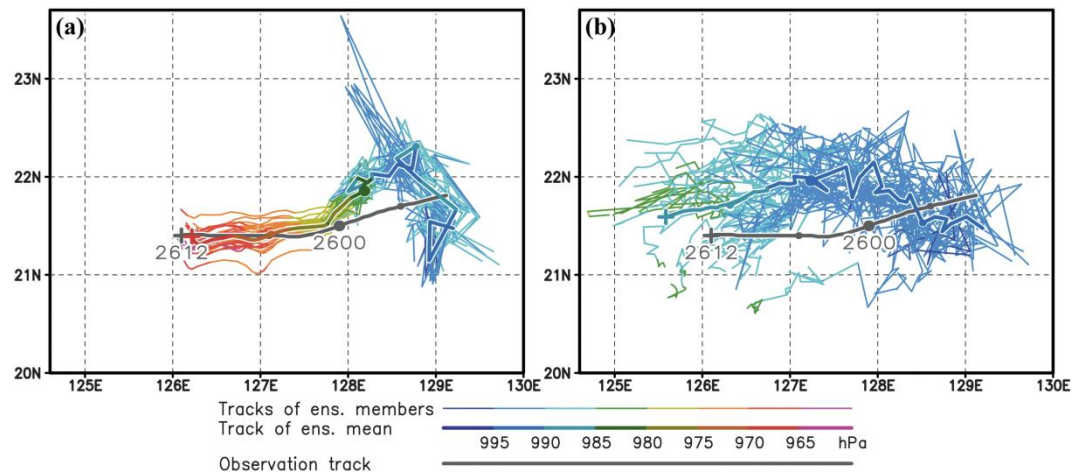 (a) (b)
23N 23N
22N 22N
2600 2600
2612 2612
21N 21N
20N 20N
125E 126E 127E 128E 129E 130E 125E 126E 127E 128E 129E 130E
Tracks of ens. members
Track of ens. mean
995 990 985 980 975 970 965 hPa
Observation track